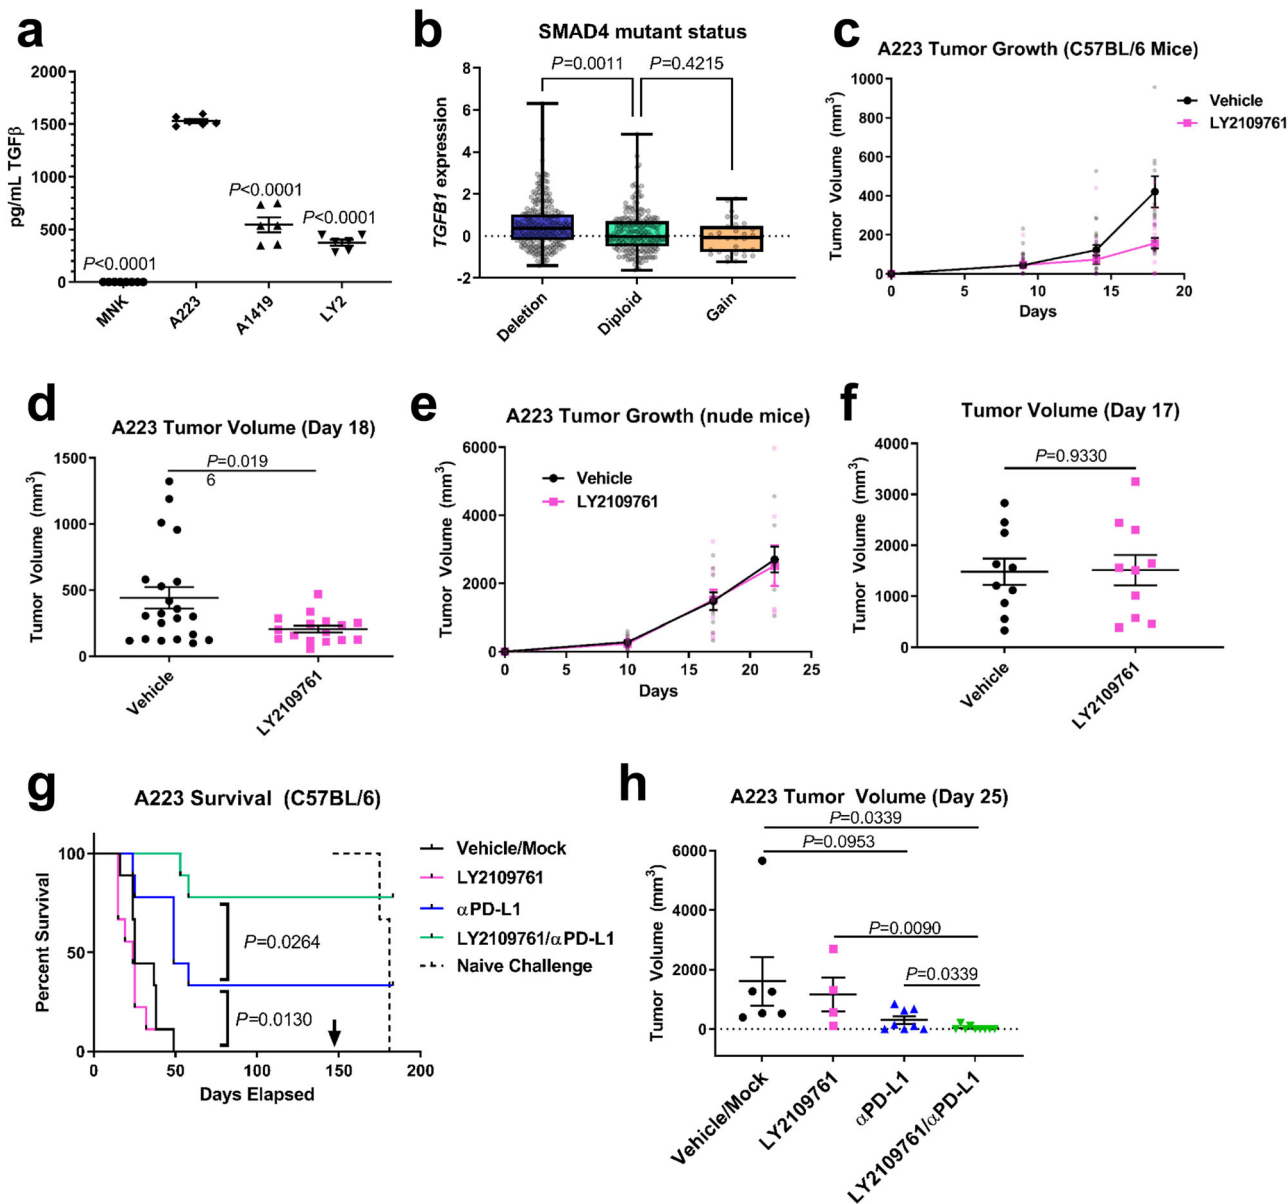 a
2000
1500
1000
500
0
pg/mL TGFβ
P<0.0001
P<0.0001
P<0.0001
MNK
A223
A1419
LY2
b
SMAD4 mutant status
P=0.0011
P=0.4215
8
6
4
2
0
-2
TGFB1 expression
Deletion
Diploid
Gain
c
A223 Tumor Growth (C57BL/6 Mice)
1000
800
600
400
200
0
Tumor Volume (mm³)
Vehicle
LY2109761
0
5
10
15
20
Days
d
A223 Tumor Volume (Day 18)
P=0.019
6
1500
1000
500
0
Tumor Volume (mm³)
Vehicle
LY2109761
e
A223 Tumor Growth (nude mice)
6000
4000
2000
0
Tumor Volume (mm³)
Vehicle
LY2109761
0
5
10
15
20
25
Days
f
Tumor Volume (Day 17)
P=0.9330
4000
3000
2000
1000
0
Tumor Volume (mm³)
Vehicle
LY2109761
g
A223 Survival (C57BL/6)
100
50
0
Percent Survival
P=0.0264
P=0.0130
0
50
100
150
200
Days Elapsed
Vehicle/Mock
LY2109761
αPD-L1
LY2109761/αPD-L1
Naive Challenge
h
A223 Tumor Volume (Day 25)
P=0.0339
P=0.0953
P=0.0090
P=0.0339
6000
4000
2000
0
Tumor Volume (mm³)
Vehicle/Mock
LY2109761
αPD-L1
LY2109761/αPD-L1